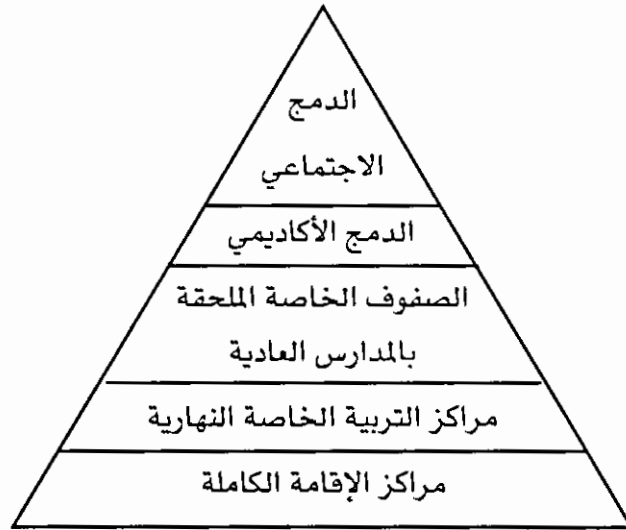 الدمج
الاجتماعي
الدمج الأكاديمي
الصفوف الخاصة الملحقة
بالمدارس العادية
مراكز التربية الخاصة النهارية
مراكز الإقامة الكاملة